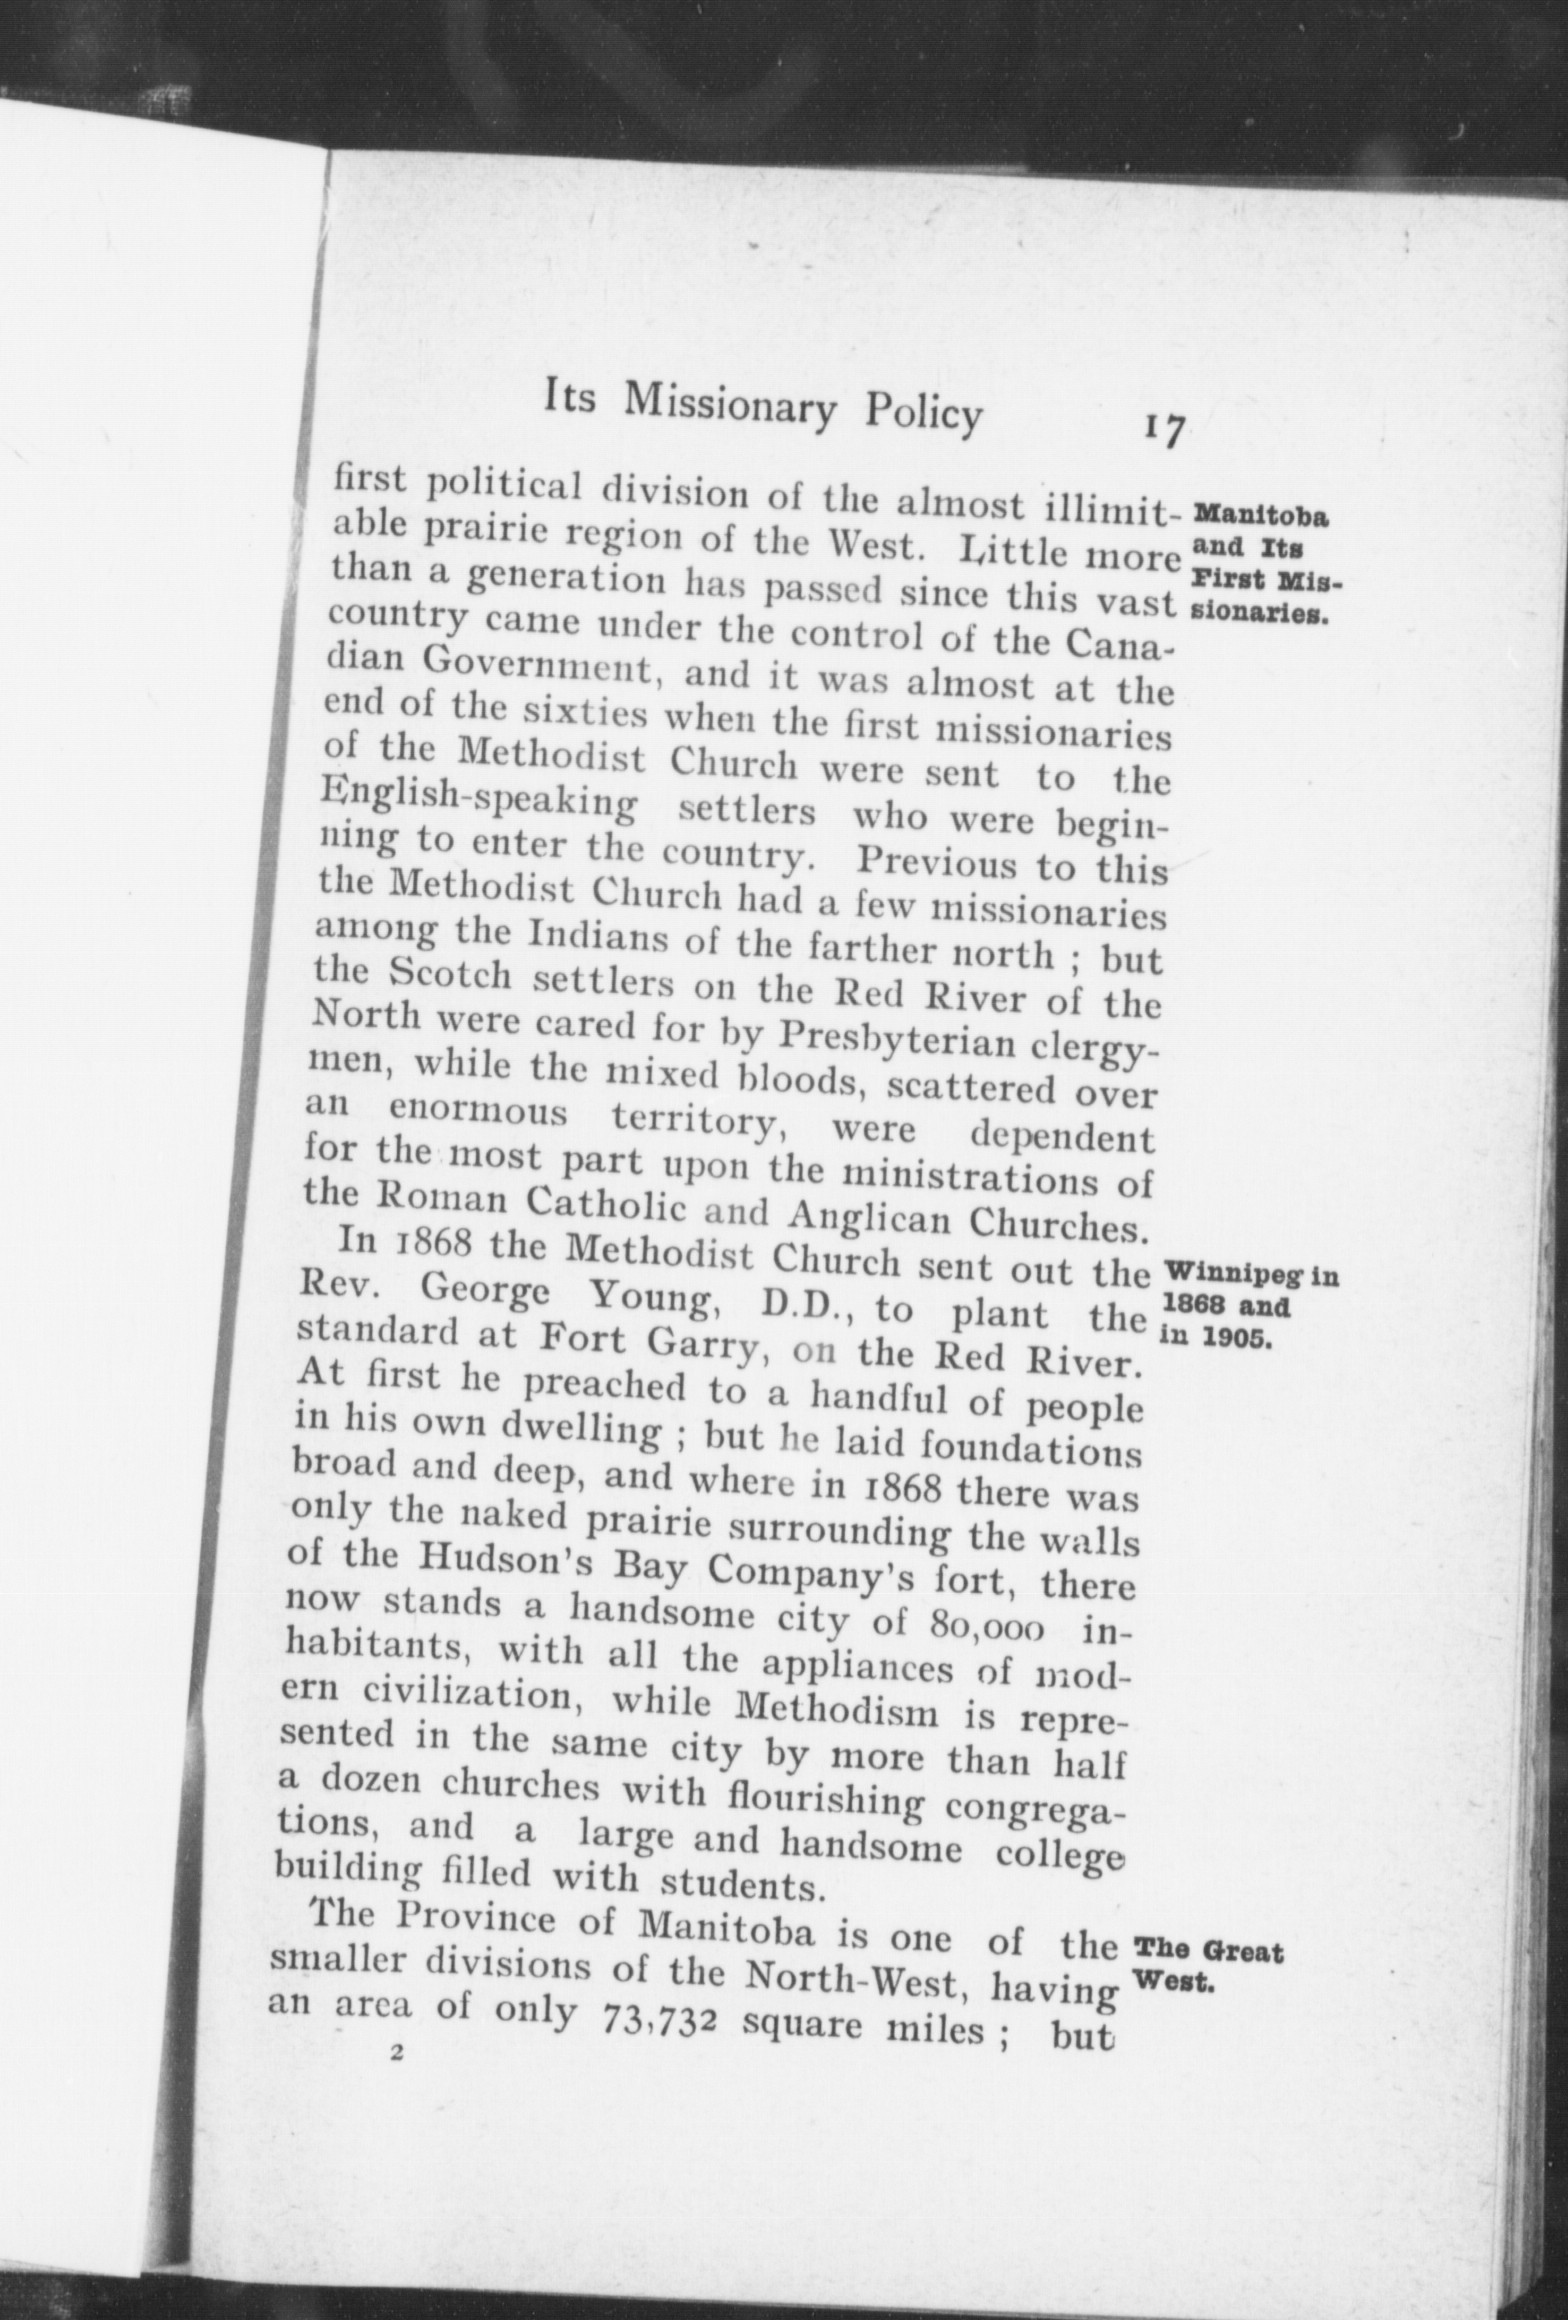 Its Missionary Policy 17
first political division of the almost illimit-
able prairie region of the West. Little more
than a generation has passed since this vast
country came under the control of the Cana-
dian Government, and it was almost at the
end of the sixties when the first missionaries
of the Methodist Church were sent to the
English-speaking settlers who were begin-
ning to enter the country. Previous to this
the Methodist Church had a few missionaries
among the Indians of the farther north ; but
the Scotch settlers on the Red River of the
North were cared for by Presbyterian clergy-
men, while the mixed bloods, scattered over
an enormous territory, were dependent
for the most part upon the ministrations of
the Roman Catholic and Anglican Churches.
Manitoba
and Its
First Mis-
sionaries.
In 1868 the Methodist Church sent out the
Rev. George Young, D.D., to plant the
standard at Fort Garry, on the Red River.
At first he preached to a handful of people
in his own dwelling ; but he laid foundations
broad and deep, and where in 1868 there was
only the naked prairie surrounding the walls
of the Hudson's Bay Company's fort, there
now stands a handsome city of 80,000 in-
habitants, with all the appliances of mod-
ern civilization, while Methodism is repre-
sented in the same city by more than half
a dozen churches with flourishing congrega-
tions, and a large and handsome college
building filled with students.
Winnipeg in
1868 and
in 1905.
The Province of Manitoba is one of the
smaller divisions of the North-West, having
an area of only 73,732 square miles ; but
The Great
West.
2